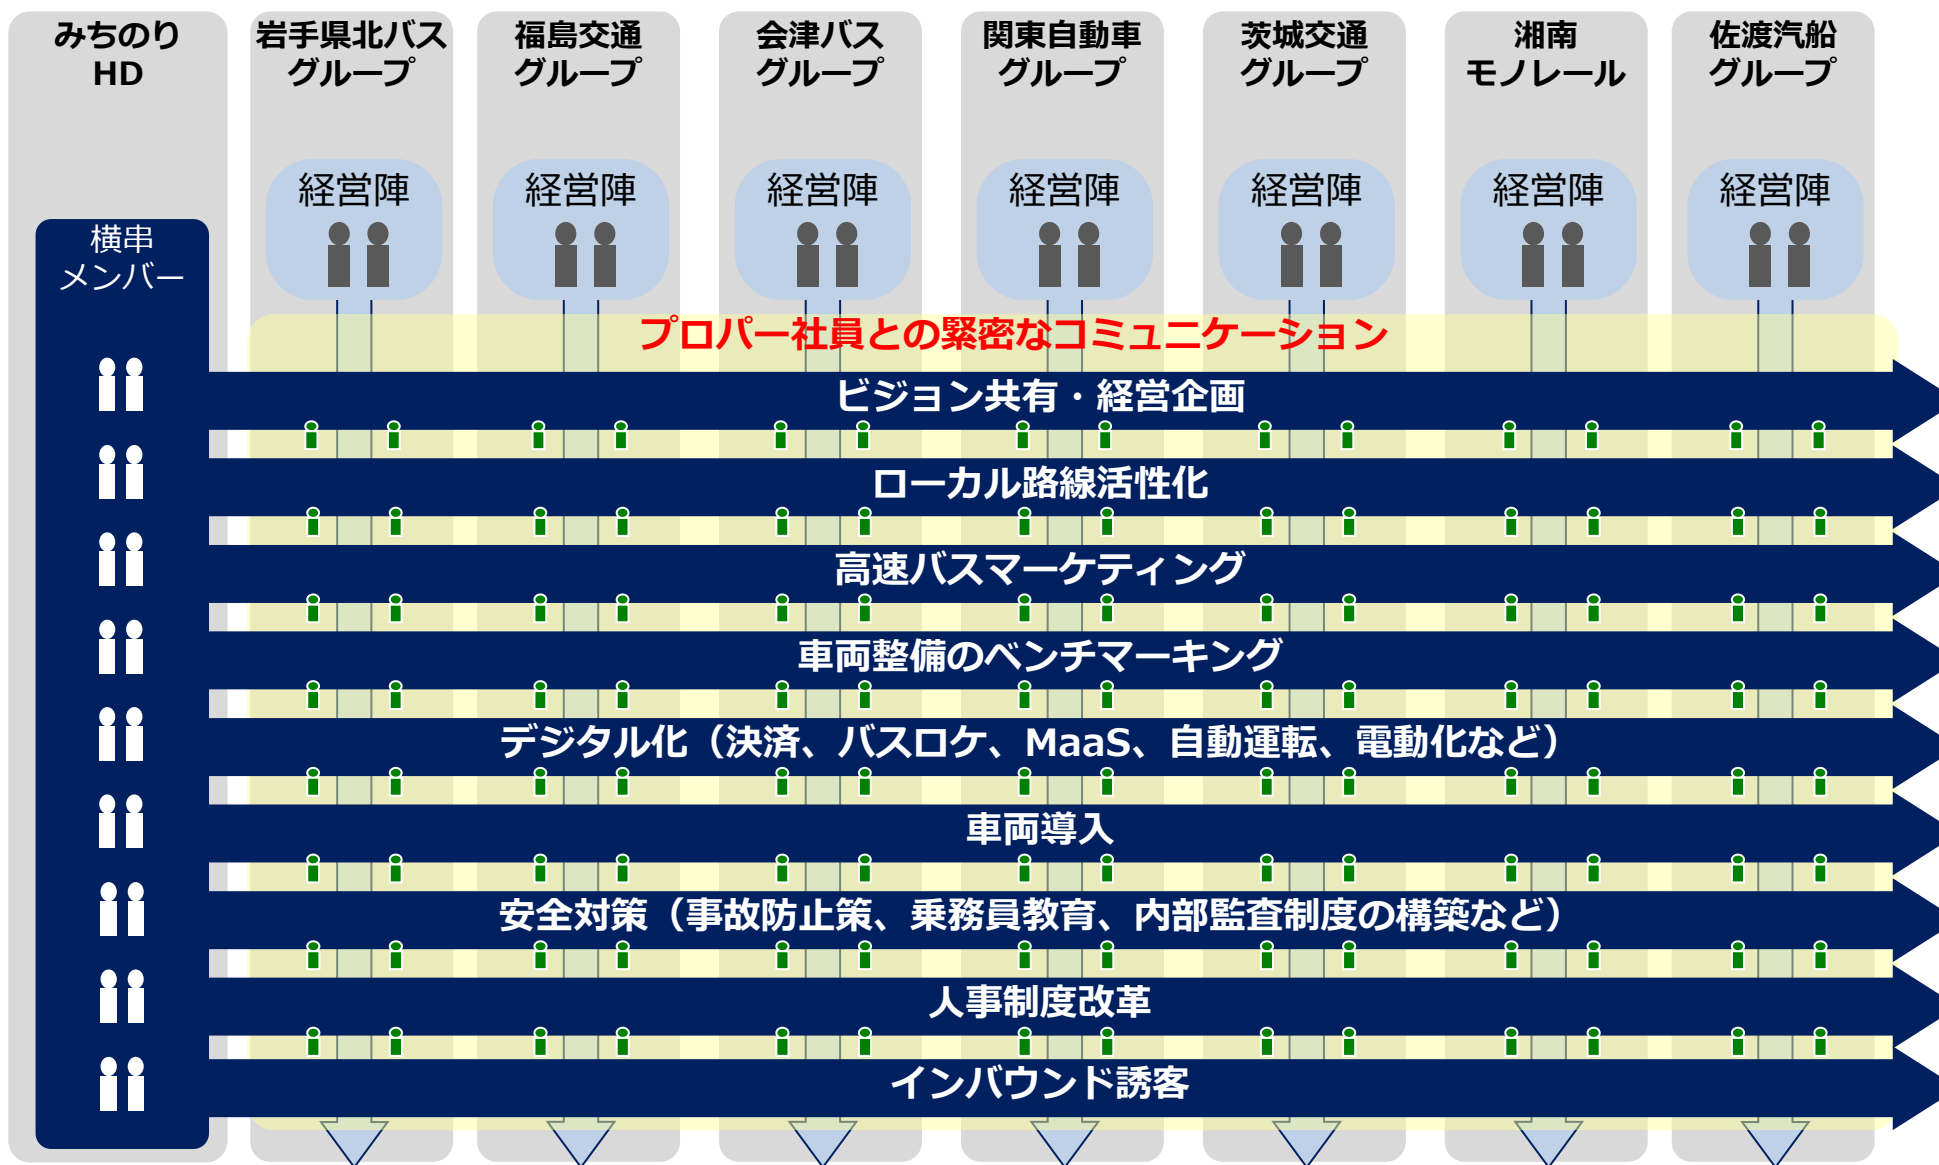 みちのり
HD
岩手県北バス
グループ
福島交通
グループ
会津バス
グループ
関東自動車
グループ
茨城交通
グループ
湘南
モノレール
佐渡汽船
グループ
経営陣
経営陣
経営陣
経営陣
経営陣
経営陣
経営陣
横串
メンバー
プロパー社員との緊密なコミュニケーション
ビジョン共有・経営企画
ローカル路線活性化
高速バスマーケティング
車両整備のベンチマーキング
デジタル化（決済、バスロケ、MaaS、自動運転、電動化など）
車両導入
安全対策（事故防止策、乗務員教育、内部監査制度の構築など）
人事制度改革
インバウンド誘客